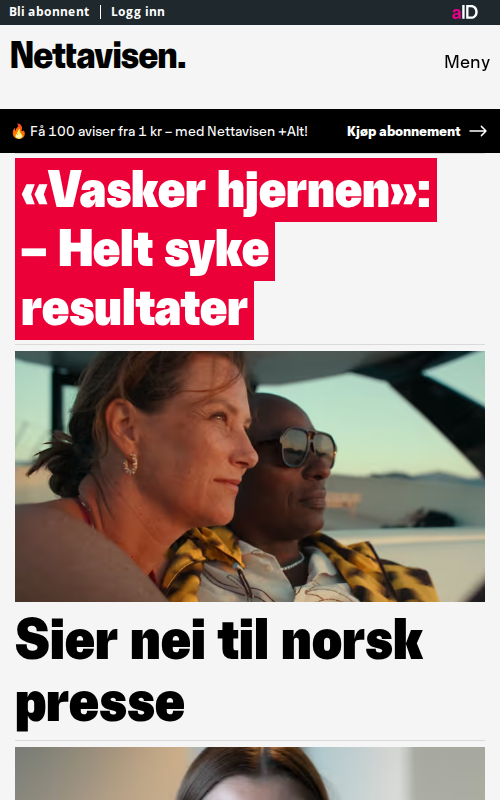 Bli abonnent
Logg inn
aID
Nettavisen.
Meny
🔥 Få 100 aviser fra 1 kr – med Nettavisen +Alt!
Kjøp abonnement →
«Vasker hjernen»:
– Helt syke
resultater
Sier nei til norsk
presse